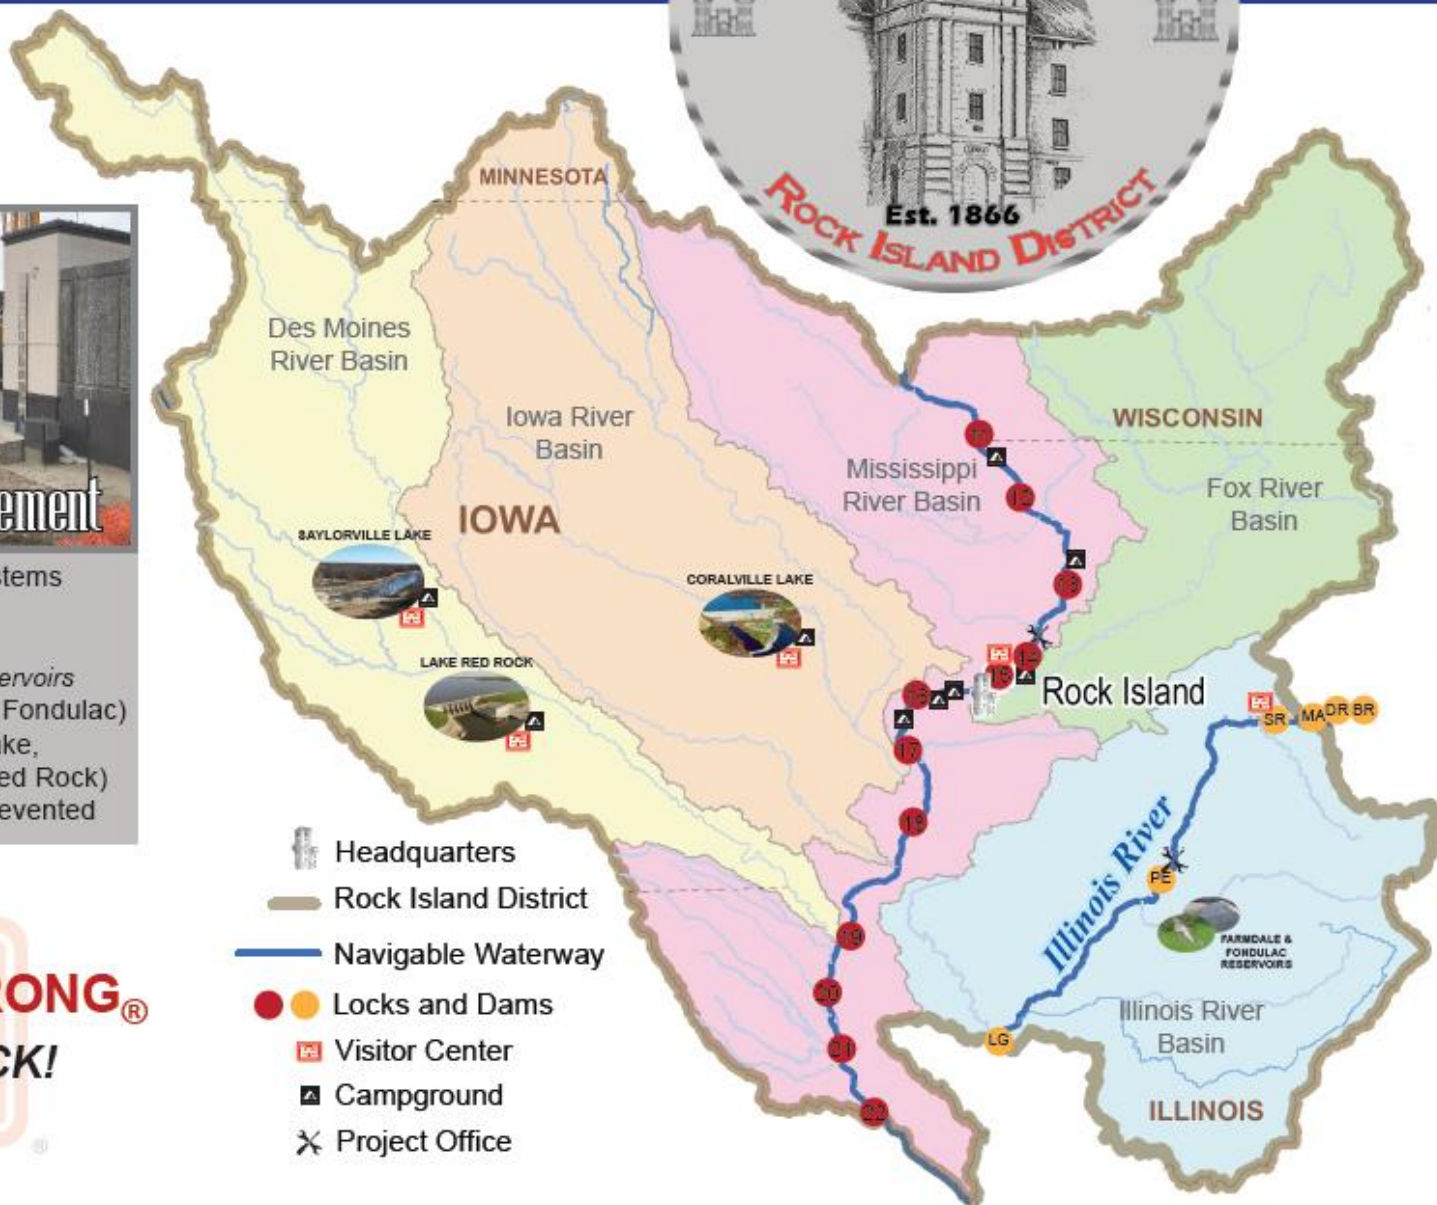 Est. 1866
ROCK ISLAND DISTRICT
MINNESOTA
Des Moines
River Basin
Iowa River
Basin
IOWA
Mississippi
River Basin
WISCONSIN
Fox River
Basin
SAYLORVILLE LAKE
LAKE RED ROCK
CORALVILLE LAKE
11
12
13
14
15
16
17
18
19
20
21
22
Rock Island
SR
MA
DR
BR
PE
LG
Illinois River
FARMDALE &
FONDULAC
RESERVOIRS
Illinois River
Basin
ILLINOIS
ement
stems
ervoirs
Fondulac)
ke,
ed Rock)
evented
RONG®
CK!
®
Headquarters
Rock Island District
Navigable Waterway
Locks and Dams
Visitor Center
Campground
Project Office